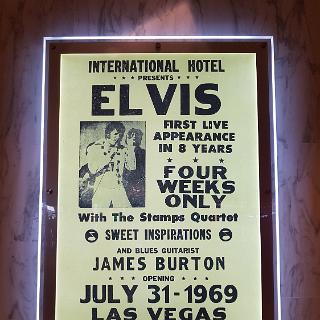 INTERNATIONAL HOTEL
PRESENTS
ELVIS
FIRST LIVE
APPEARANCE
IN 8 YEARS
FOUR
WEEKS
ONLY
With The Stamps Quartet
SWEET INSPIRATIONS
AND BLUES GUITARIST
JAMES BURTON
OPENING
JULY 31-1969
LAS VEGAS